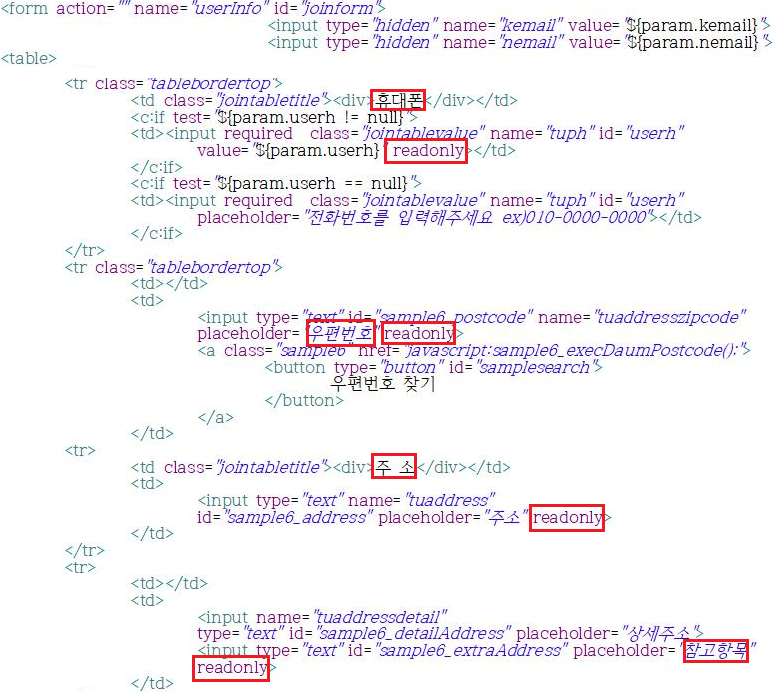 <form action="" name="userInfo" id="joinform">
<input type="hidden" name="kemail" value="${param.kemail}">
<input type="hidden" name="nemail" value="${param.nemail}">
<table>
<tr class="tablebordertop">
<td class="jointabletitle"><div>휴대폰</div></td>
<c:if test="${param.userh != null}">
<td><input required class="jointablevalue" name="tuph" id="userh"
value="${param.userh}" readonly></td>
</c:if>
<c:if test="${param.userh == null}">
<td><input required class="jointablevalue" name="tuph" id="userh"
placeholder="전화번호를 입력해주세요 ex)010-0000-0000"></td>
</c:if>
</tr>
<tr class="tablebordertop">
<td></td>
<td>
<input type="text" id="sample6_postcode" name="tuaddresszipcode"
placeholder="우편번호" readonly>
<a class="sample6" href="javascript:sample6_execDaumPostcode();">
<button type="button" id="samplesearch">
우편번호 찾기
</button>
</a>
</td>
<tr>
<td class="jointabletitle"><div>주 소</div></td>
<td>
<input type="text" name="tuaddress"
id="sample6_address" placeholder="주소" readonly>
</td>
</tr>
<tr>
<td></td>
<td>
<input name="tuaddressdetail"
type="text" id="sample6_detailAddress" placeholder="상세주소">
<input type="text" id="sample6_extraAddress" placeholder="참고항목"
readonly>
</td>